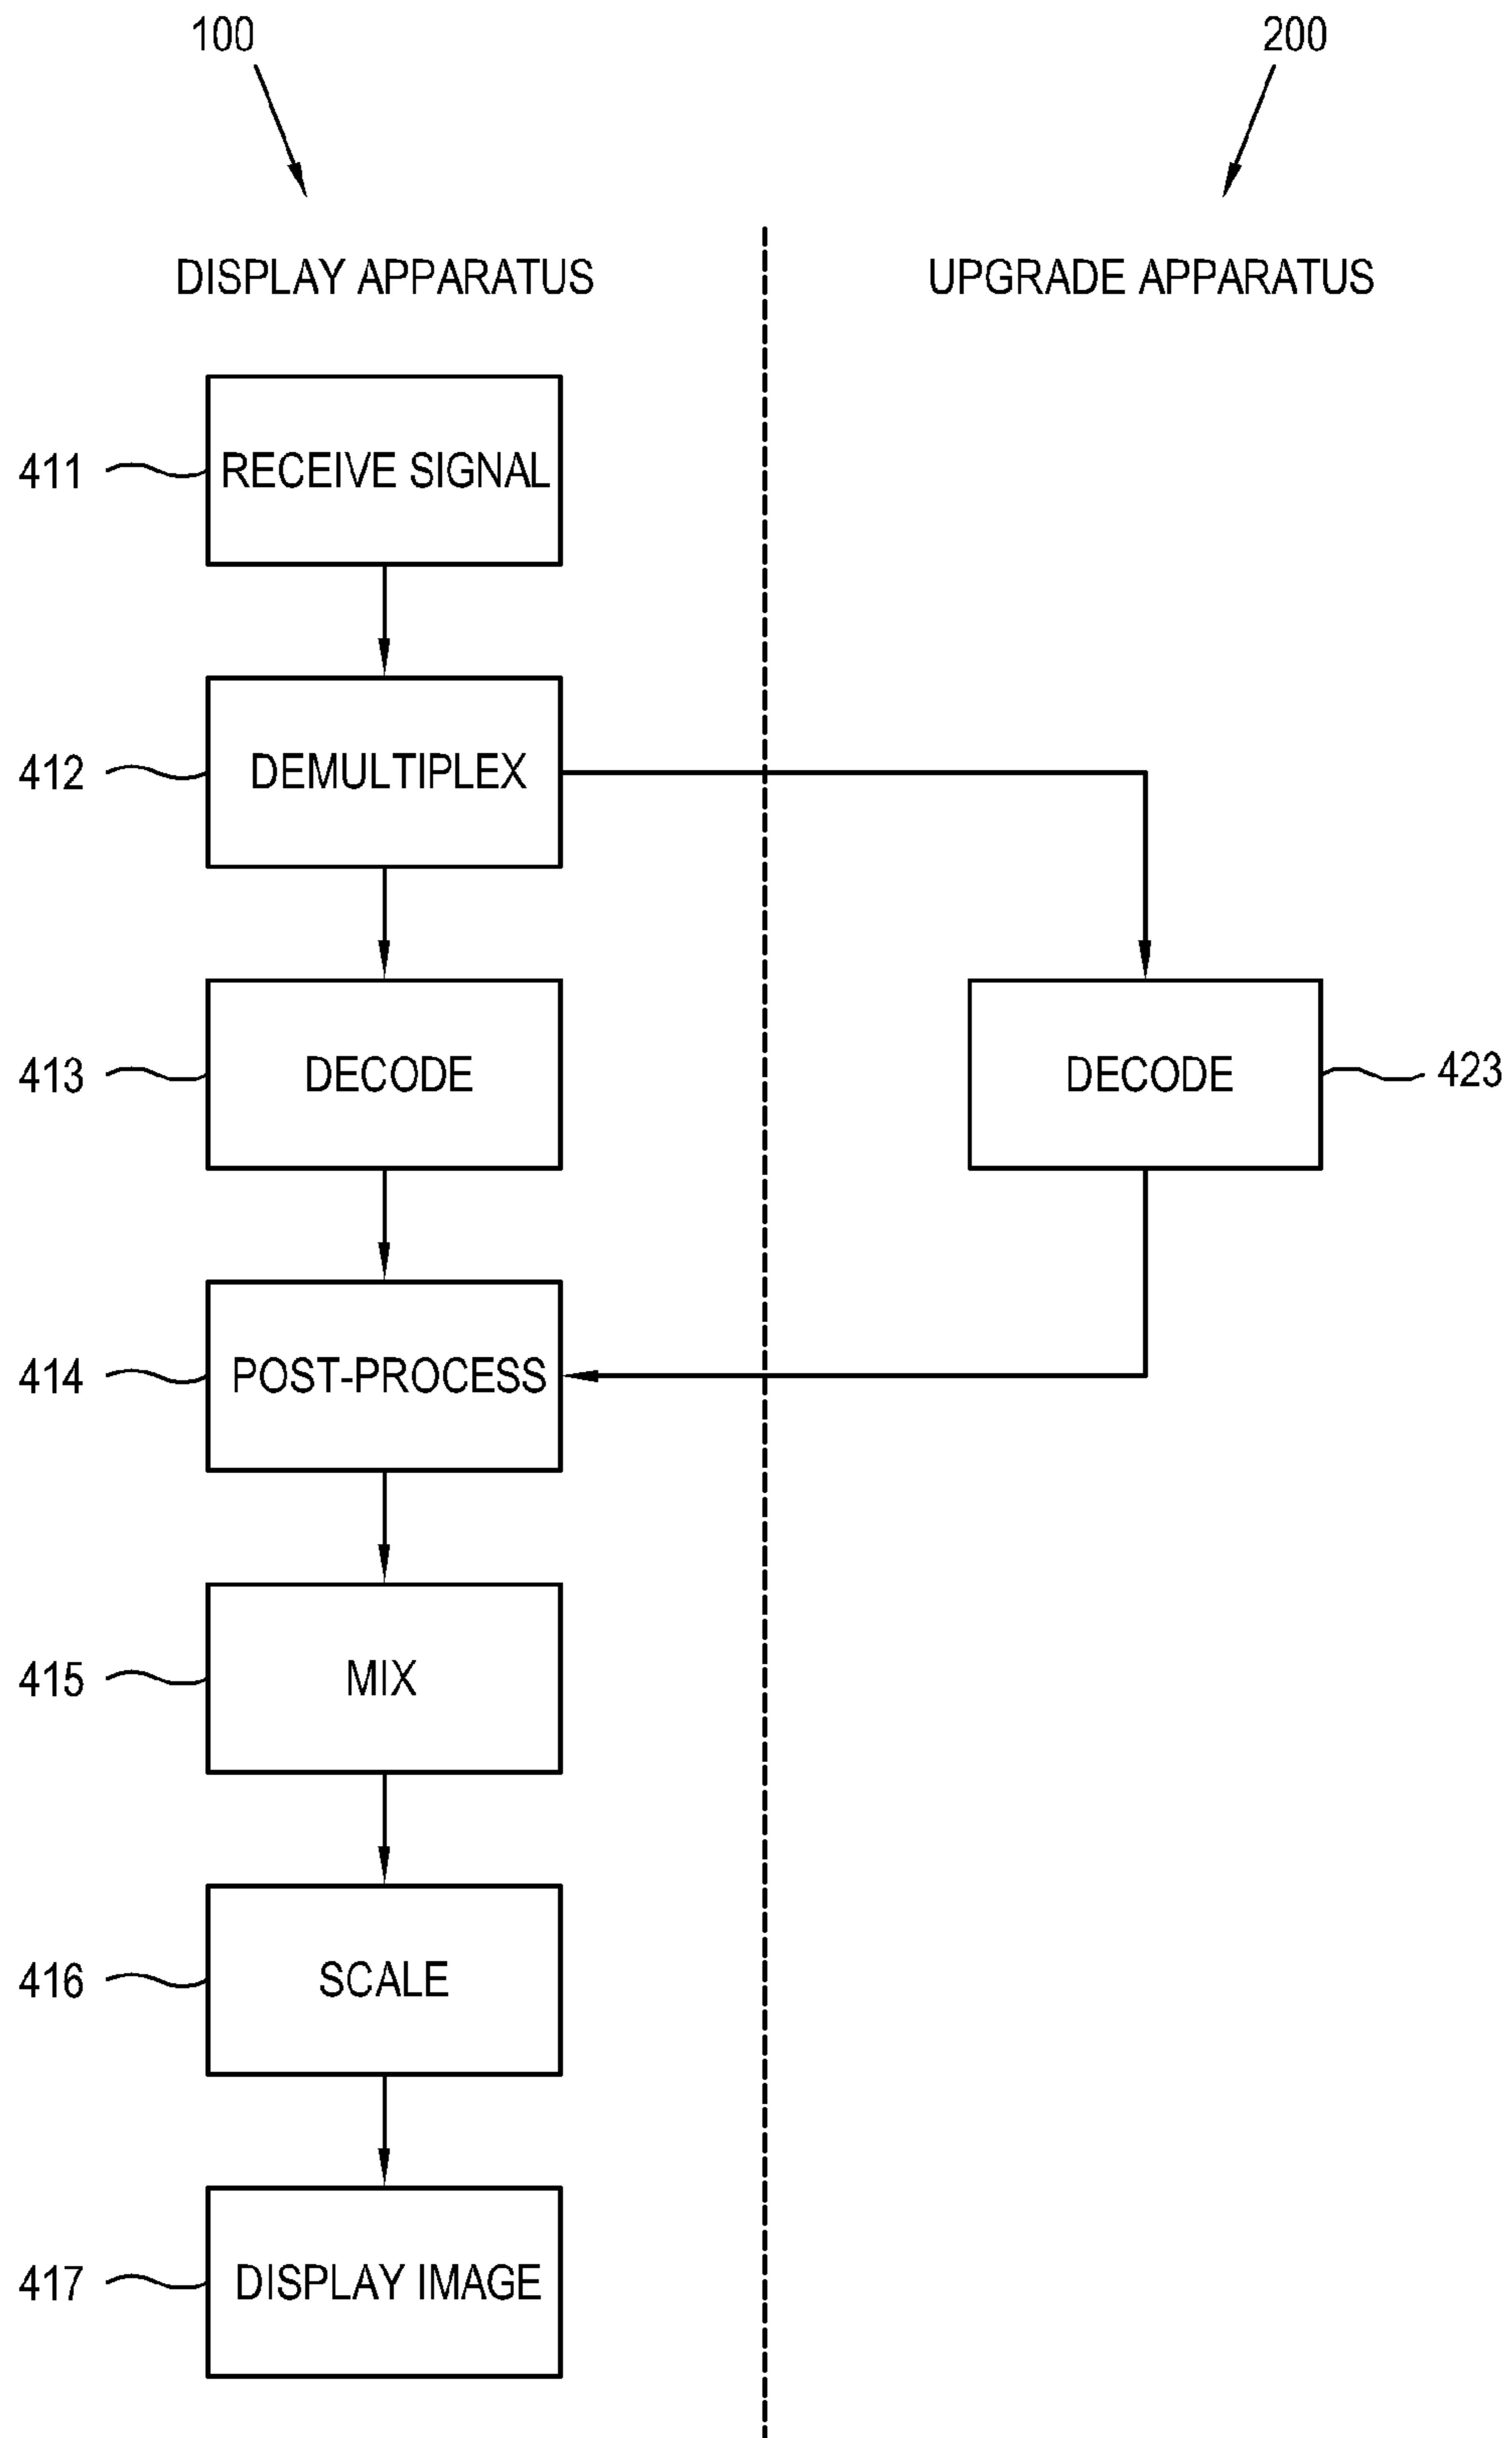 100
200
DISPLAY APPARATUS
UPGRADE APPARATUS
411
RECEIVE SIGNAL
412
DEMULTIPLEX
413
DECODE
DECODE
423
414
POST-PROCESS
415
MIX
416
SCALE
417
DISPLAY IMAGE